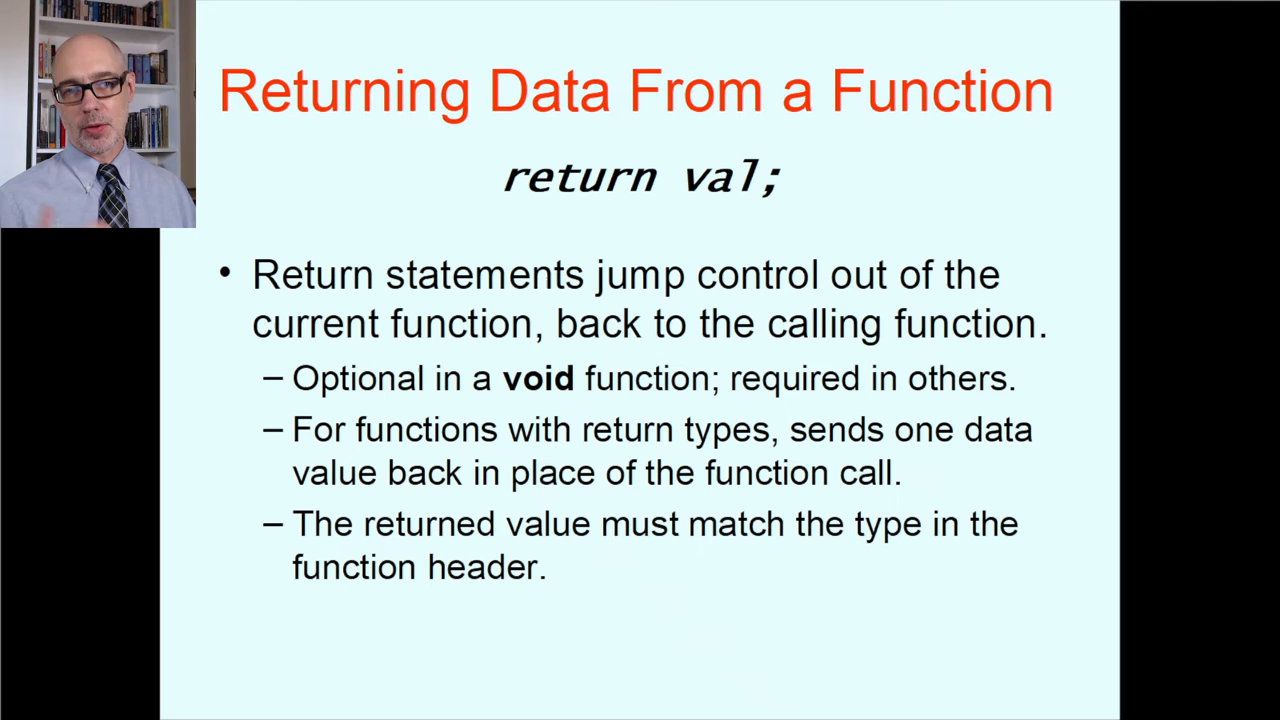 Returning Data From a Function
return val;
• Return statements jump control out of the
current function, back to the calling function.
– Optional in a void function; required in others.
– For functions with return types, sends one data
value back in place of the function call.
– The returned value must match the type in the
function header.